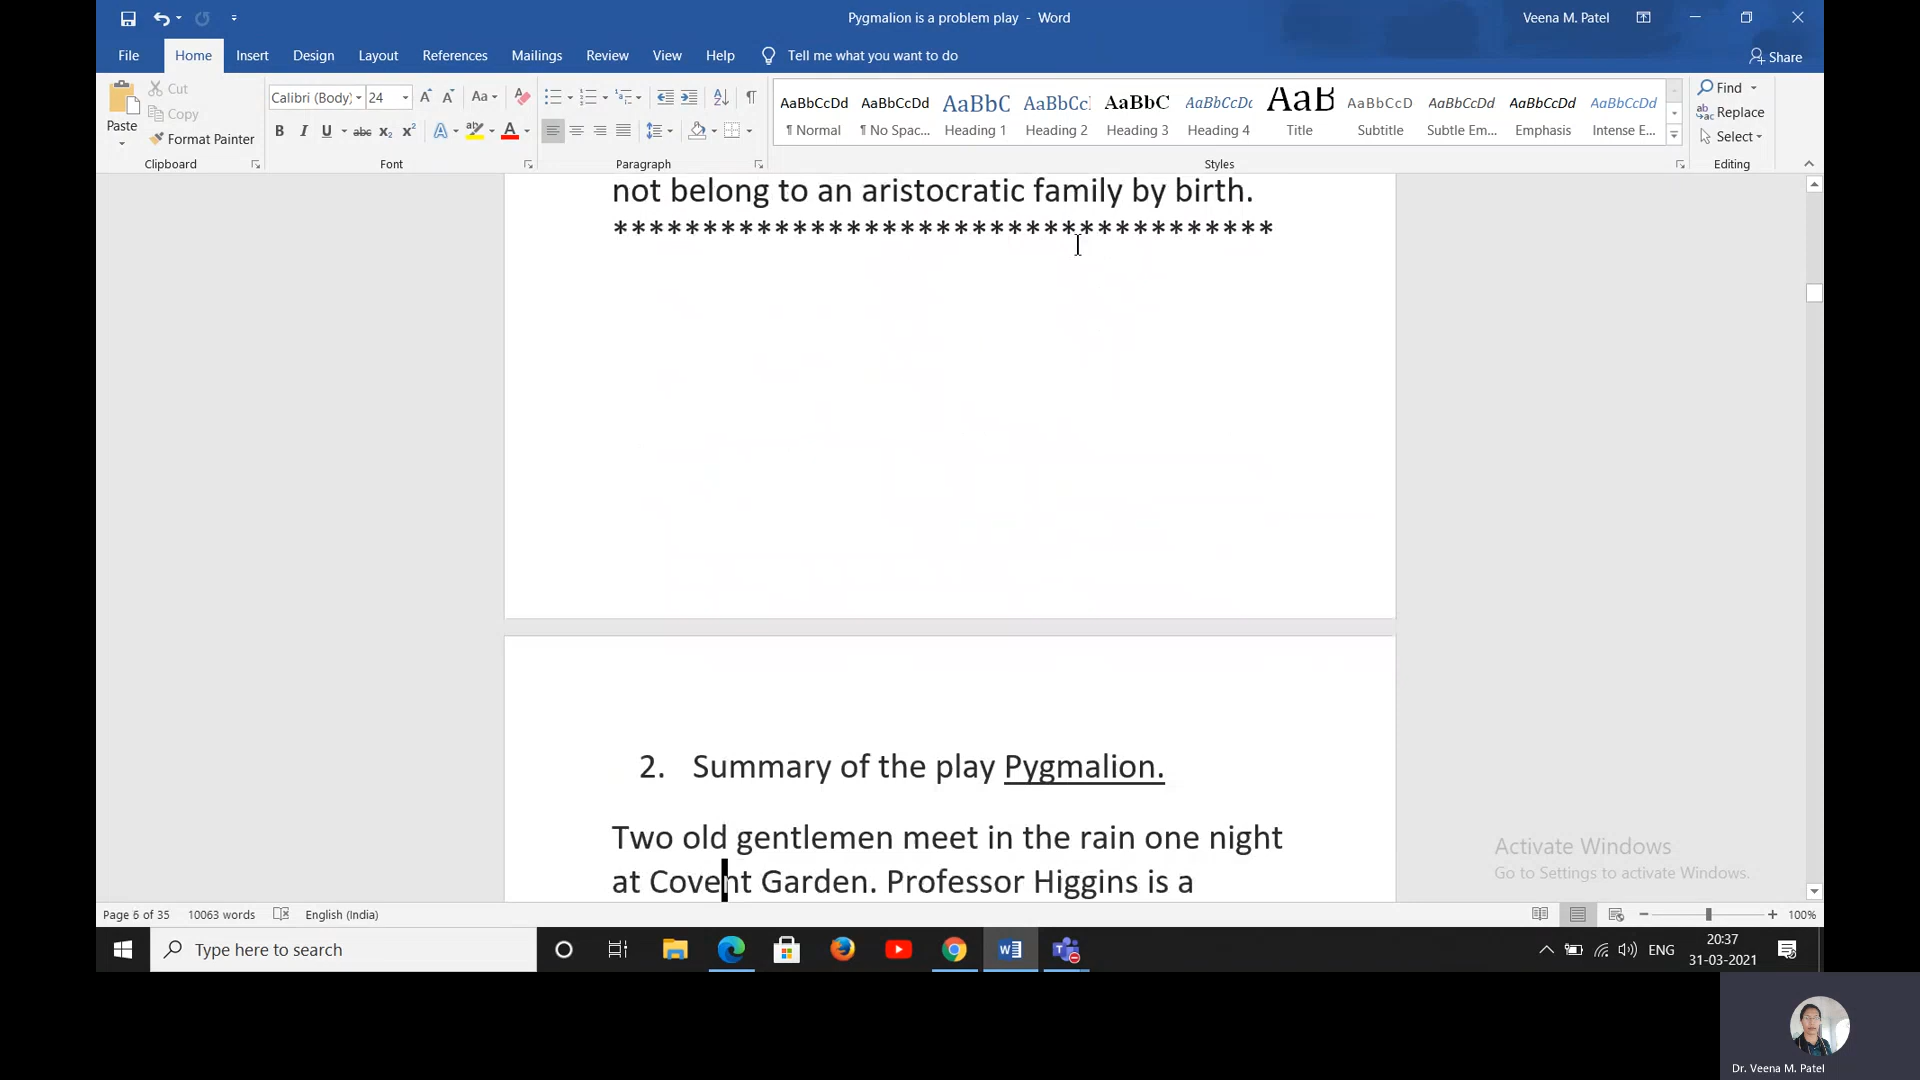 Pygmalion is a problem play - Word
Veena M. Patel
File Home Insert Design Layout References Mailings Review View Help Tell me what you want to do
Share
Paste
Cut
Copy
Format Painter
Clipboard
Calibri (Body) 24
Font
Paragraph
AaBbCcDd AaBbCcDd AaBbC AaBbCc AaBbC AaBbCcDc AaB AaBbCcD AaBbCcDd AaBbCcDd AaBbCcDd
¶ Normal ¶ No Spac... Heading 1 Heading 2 Heading 3 Heading 4 Title Subtitle Subtle Em... Emphasis Intense E...
Styles
Find
Replace
Select
Editing
not belong to an aristocratic family by birth.
*************************************
2. Summary of the play Pygmalion.
Two old gentlemen meet in the rain one night
at Covent Garden. Professor Higgins is a
Activate Windows
Go to Settings to activate Windows.
Page 6 of 35 10063 words English (India)
100%
Type here to search
ENG
20:37
31-03-2021
Dr. Veena M. Patel